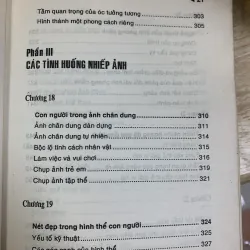 Tầm quan trọng của óc tưởng tượng 303
Hình thành một phong cách riêng 305
Phần III
CÁC TÌNH HUỐNG NHIẾP ẢNH
Chương 18
Con người trong ảnh chân dung 310
Ảnh chân dung dàn dựng 311
Ảnh chân dung tự nhiên 314
Độc lộ tính cách nhân vật 314
Làm việc và vui chơi 316
Chụp ảnh trẻ em 319
Chụp ảnh tập thể 321
Chương 19
Nét đẹp trong hình thể con người 324
Yếu tố kỹ thuật 327